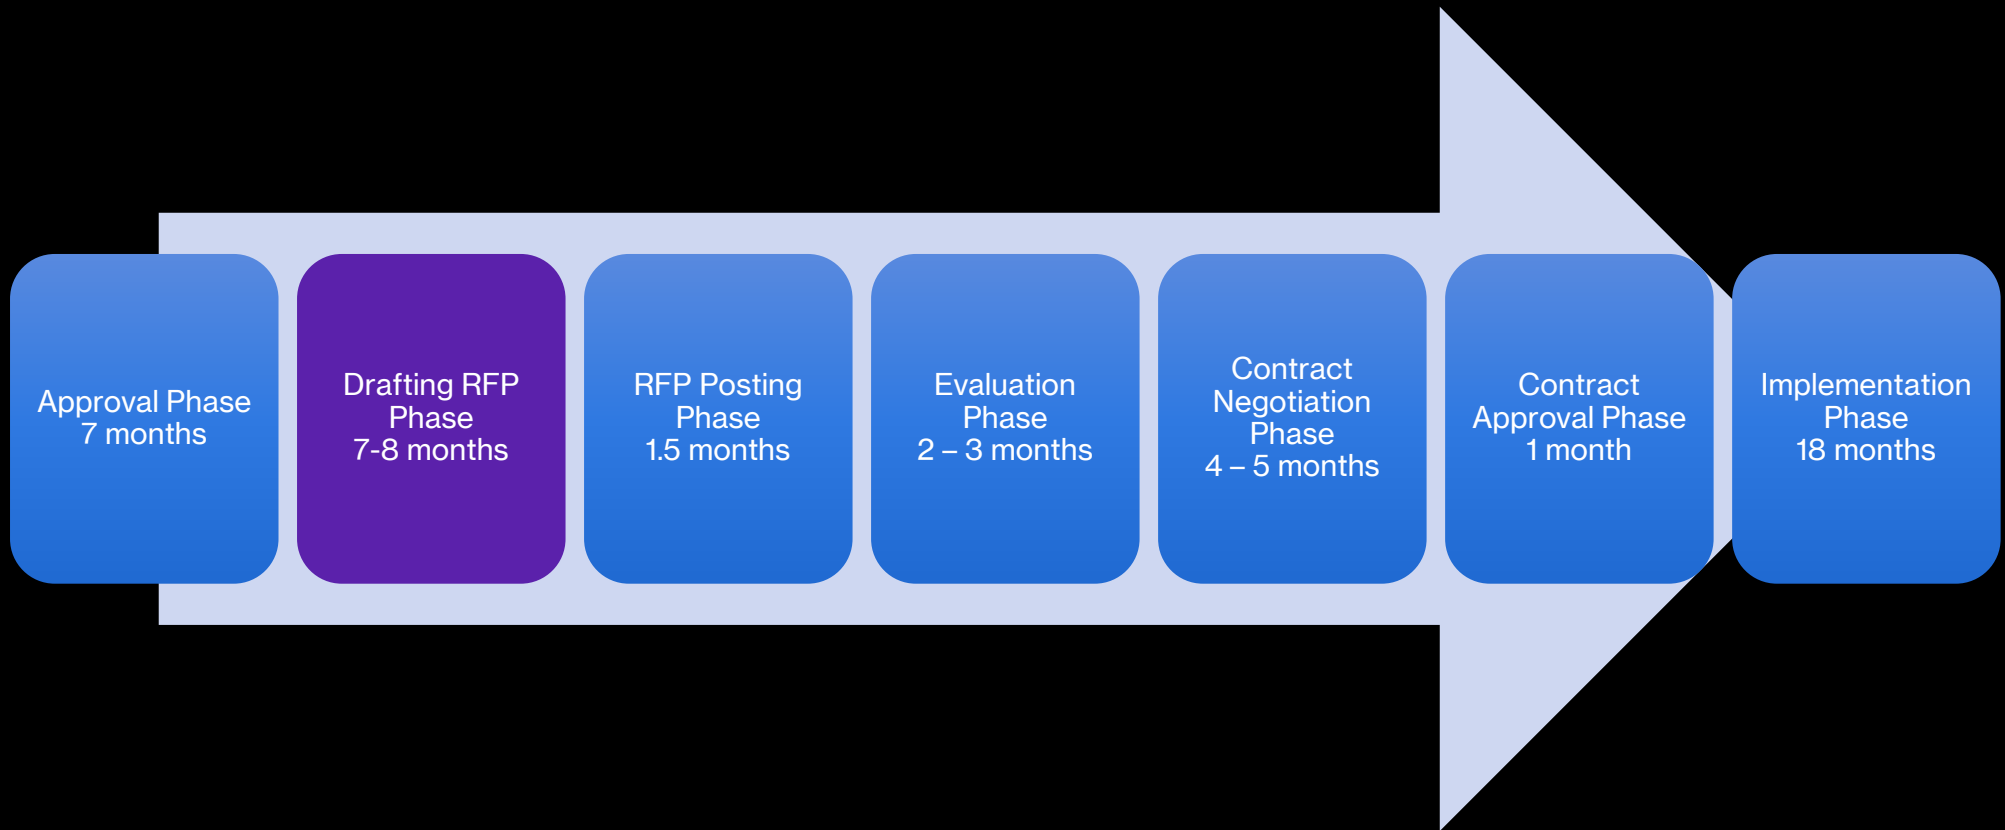 Approval Phase
7 months
Drafting RFP
Phase
7-8 months
RFP Posting
Phase
1.5 months
Evaluation
Phase
2 – 3 months
Contract
Negotiation
Phase
4 – 5 months
Contract
Approval Phase
1 month
Implementation
Phase
18 months